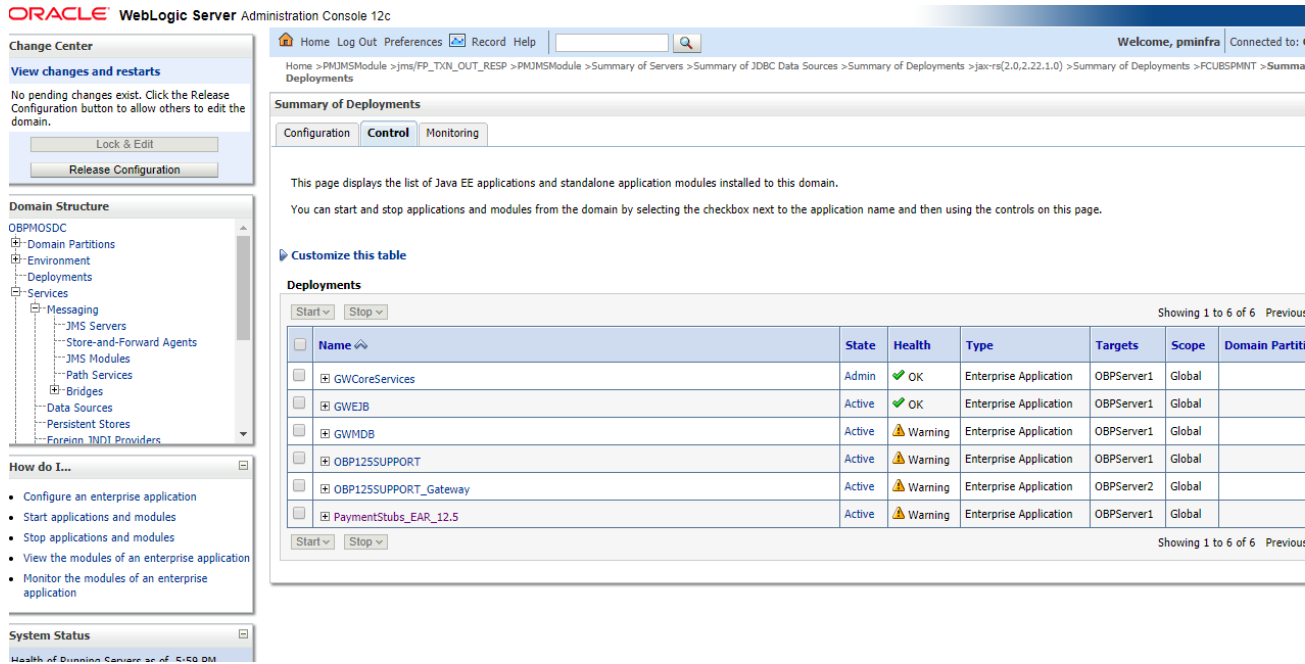 ORACLE WebLogic Server Administration Console 12c
Change Center
View changes and restarts
No pending changes exist. Click the Release
Configuration button to allow others to edit the
domain.
Lock & Edit
Release Configuration
Domain Structure
OBPMOSDC
Domain Partitions
Environment
Deployments
Services
Messaging
JMS Servers
Store-and-Forward Agents
JMS Modules
Path Services
Bridges
Data Sources
Persistent Stores
Foreign JNDI Providers
How do I...
Configure an enterprise application
Start applications and modules
Stop applications and modules
View the modules of an enterprise application
Monitor the modules of an enterprise
application
System Status
Health of Running Servers as of 5:59 PM
Home Log Out Preferences Record Help
Welcome, pminfra Connected to:
Home >PMJMSModule >jms/FP_TXN_OUT_RESP >PMJMSModule >Summary of Servers >Summary of JDBC Data Sources >Summary of Deployments >jax-rs(2.0,2.22.1.0) >Summary of Deployments >FCUBSPMNT >Summa
Deployments
Summary of Deployments
Configuration Control Monitoring
This page displays the list of Java EE applications and standalone application modules installed to this domain.
You can start and stop applications and modules from the domain by selecting the checkbox next to the application name and then using the controls on this page.
Customize this table
Deployments
Start Stop Showing 1 to 6 of 6 Previous
Name State Health Type Targets Scope Domain Partiti
GWCoreServices Admin OK Enterprise Application OBPServer1 Global
GWEJB Active OK Enterprise Application OBPServer1 Global
GWMDB Active Warning Enterprise Application OBPServer1 Global
OBP125SUPPORT Active Warning Enterprise Application OBPServer1 Global
OBP125SUPPORT_Gateway Active Warning Enterprise Application OBPServer2 Global
PaymentStubs_EAR_12.5 Active Warning Enterprise Application OBPServer1 Global
Start Stop Showing 1 to 6 of 6 Previous